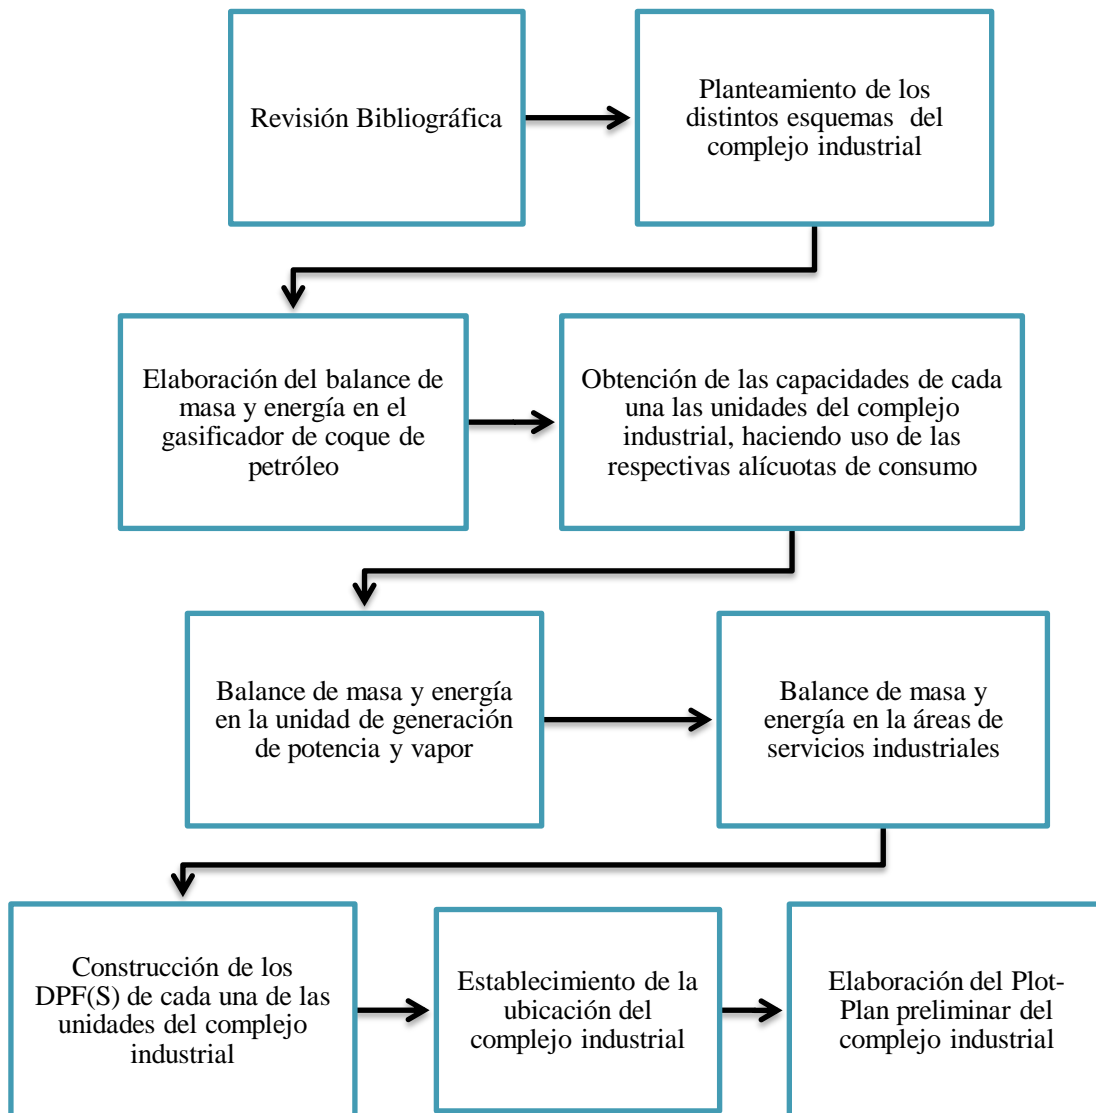 Revisión Bibliográfica
Planteamiento de los
distintos esquemas  del
complejo industrial
Elaboración del balance de
masa y energía en el
gasificador de coque de
petróleo
Obtención de las capacidades de cada
una las unidades del complejo
industrial, haciendo uso de las
respectivas alícuotas de consumo
Balance de masa y energía
en la unidad de generación
de potencia y vapor
Balance de masa y
energía en la áreas de
servicios industriales
Construcción de los
DPF(S) de cada una de las
unidades del complejo
industrial
Establecimiento de la
ubicación del
complejo industrial
Elaboración del Plot-
Plan preliminar del
complejo industrial